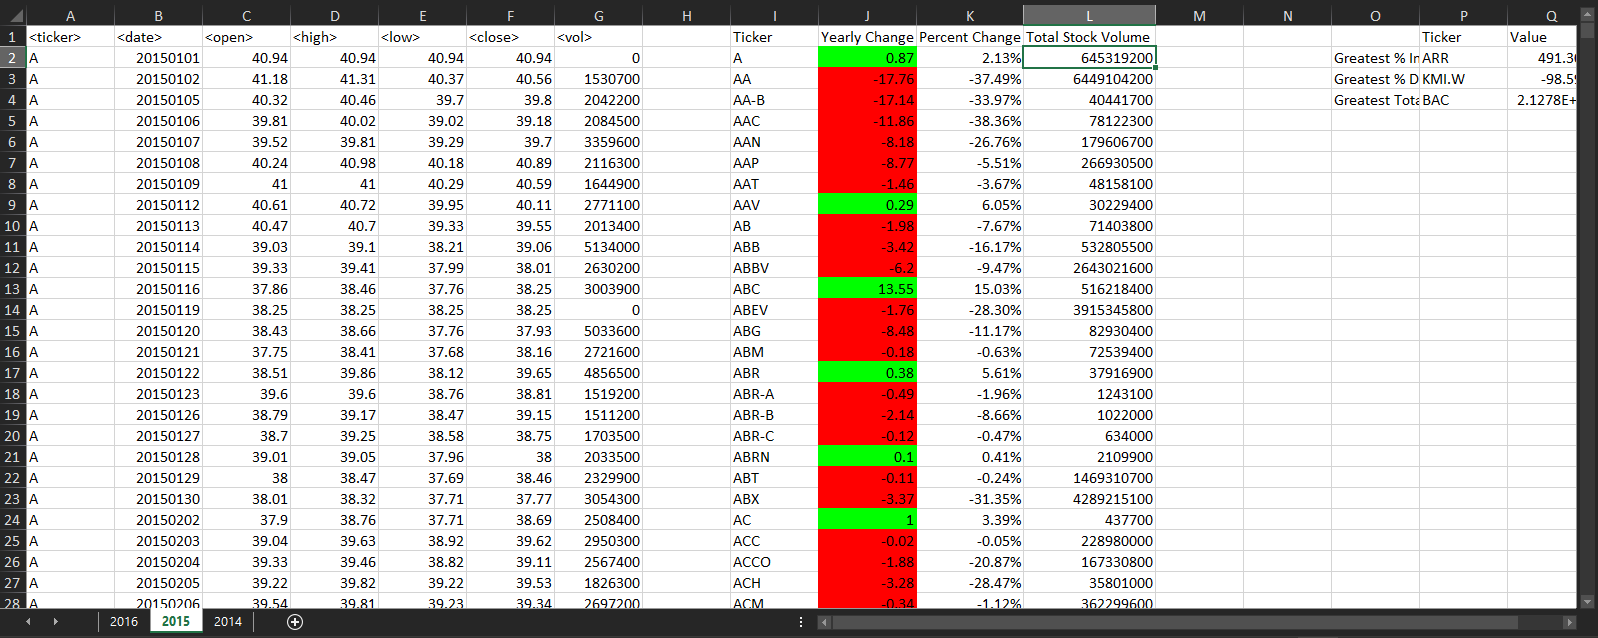 A B C D E F G H I J K L M N O P Q
1 <ticker> <date> <open> <high> <low> <close> <vol> Ticker Yearly Change Percent Change Total Stock Volume Ticker Value
2 A 20150101 40.94 40.94 40.94 40.94 0 A 0.87 2.13% 645319200 Greatest % In ARR 491.30
3 A 20150102 41.18 41.31 40.37 40.56 1530700 AA -17.76 -37.49% 6449104200 Greatest % D KMI.W -98.59
4 A 20150105 40.32 40.46 39.7 39.8 2042200 AA-B -17.14 -33.97% 40441700 Greatest Tota BAC 2.1278E+
5 A 20150106 39.81 40.02 39.02 39.18 2084500 AAC -11.86 -38.36% 78122300
6 A 20150107 39.52 39.81 39.29 39.7 3359600 AAN -8.18 -26.76% 179606700
7 A 20150108 40.24 40.98 40.18 40.89 2116300 AAP -8.77 -5.51% 266930500
8 A 20150109 41 41 40.29 40.59 1644900 AAT -1.46 -3.67% 48158100
9 A 20150112 40.61 40.72 39.95 40.11 2771100 AAV 0.29 6.05% 30229400
10 A 20150113 40.47 40.7 39.33 39.55 2013400 AB -1.98 -7.67% 71403800
11 A 20150114 39.03 39.1 38.21 39.06 5134000 ABB -3.42 -16.17% 532805500
12 A 20150115 39.33 39.41 37.99 38.01 2630200 ABBV -6.2 -9.47% 2643021600
13 A 20150116 37.86 38.46 37.76 38.25 3003900 ABC 13.55 15.03% 516218400
14 A 20150119 38.25 38.25 38.25 38.25 0 ABEV -1.76 -28.30% 3915345800
15 A 20150120 38.43 38.66 37.76 37.93 5033600 ABG -8.48 -11.17% 82930400
16 A 20150121 37.75 38.41 37.68 38.16 2721600 ABM -0.18 -0.63% 72539400
17 A 20150122 38.51 39.86 38.12 39.65 4856500 ABR 0.38 5.61% 37916900
18 A 20150123 39.6 39.6 38.76 38.81 1519200 ABR-A -0.49 -1.96% 1243100
19 A 20150126 38.79 39.17 38.47 39.15 1511200 ABR-B -2.14 -8.66% 1022000
20 A 20150127 38.7 39.25 38.58 38.75 1703500 ABR-C -0.12 -0.47% 634000
21 A 20150128 39.01 39.05 37.96 38 2033500 ABRN 0.1 0.41% 2109900
22 A 20150129 38 38.47 37.69 38.46 2329900 ABT -0.11 -0.24% 1469310700
23 A 20150130 38.01 38.32 37.71 37.77 3054300 ABX -3.37 -31.35% 4289215100
24 A 20150202 37.9 38.76 37.71 38.69 2508400 AC 1 3.39% 437700
25 A 20150203 39.04 39.63 38.92 39.62 2950300 ACC -0.02 -0.05% 228980000
26 A 20150204 39.33 39.46 38.82 39.11 2567400 ACCO -1.88 -20.87% 167330800
27 A 20150205 39.22 39.82 39.22 39.53 1826300 ACH -3.28 -28.47% 35801000
28 A 20150206 39.54 39.81 39.23 39.34 2697200 ACM -0.34 -1.12% 362299600
2016 2015 2014